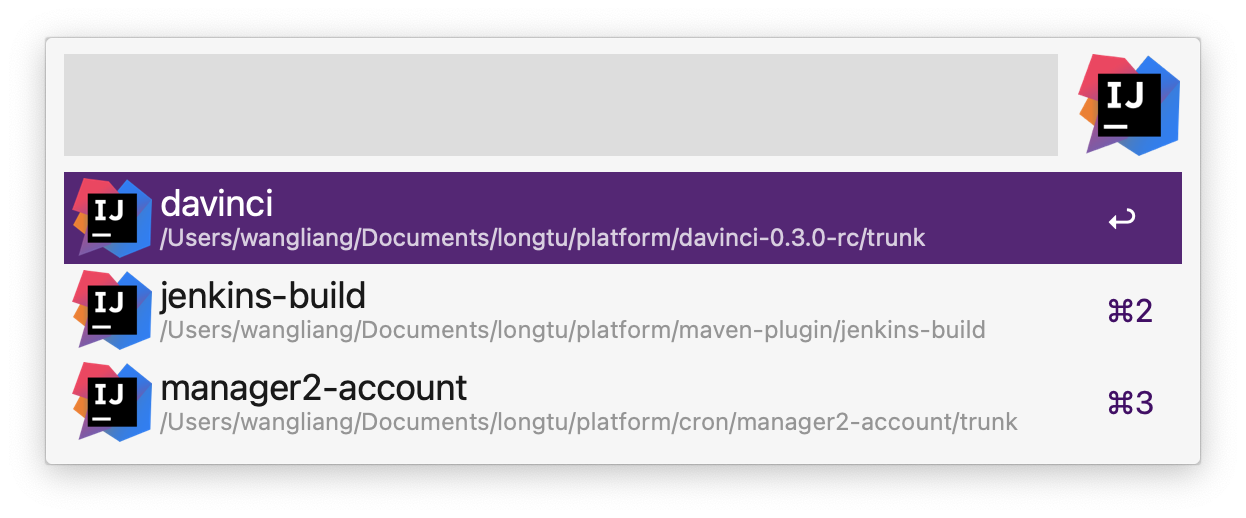 IJ
IJ
davinci
/Users/wangliang/Documents/longtu/platform/davinci-0.3.0-rc/trunk
IJ
jenkins-build
/Users/wangliang/Documents/longtu/platform/maven-plugin/jenkins-build
⌘2
IJ
manager2-account
/Users/wangliang/Documents/longtu/platform/cron/manager2-account/trunk
⌘3